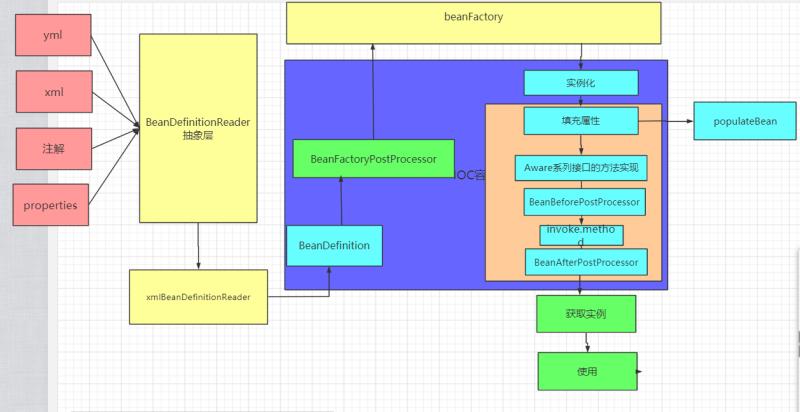 beanFactory
yml
xml
注解
properties
BeanDefinitionReader
抽象层
xmlBeanDefinitionReader
BeanDefinition
BeanFactoryPostProcessor
IOC容
实例化
填充属性
populateBean
Aware系列接口的方法实现
BeanBeforePostProcessor
invoke.metho
d
BeanAfterPostProcessor
获取实例
使用